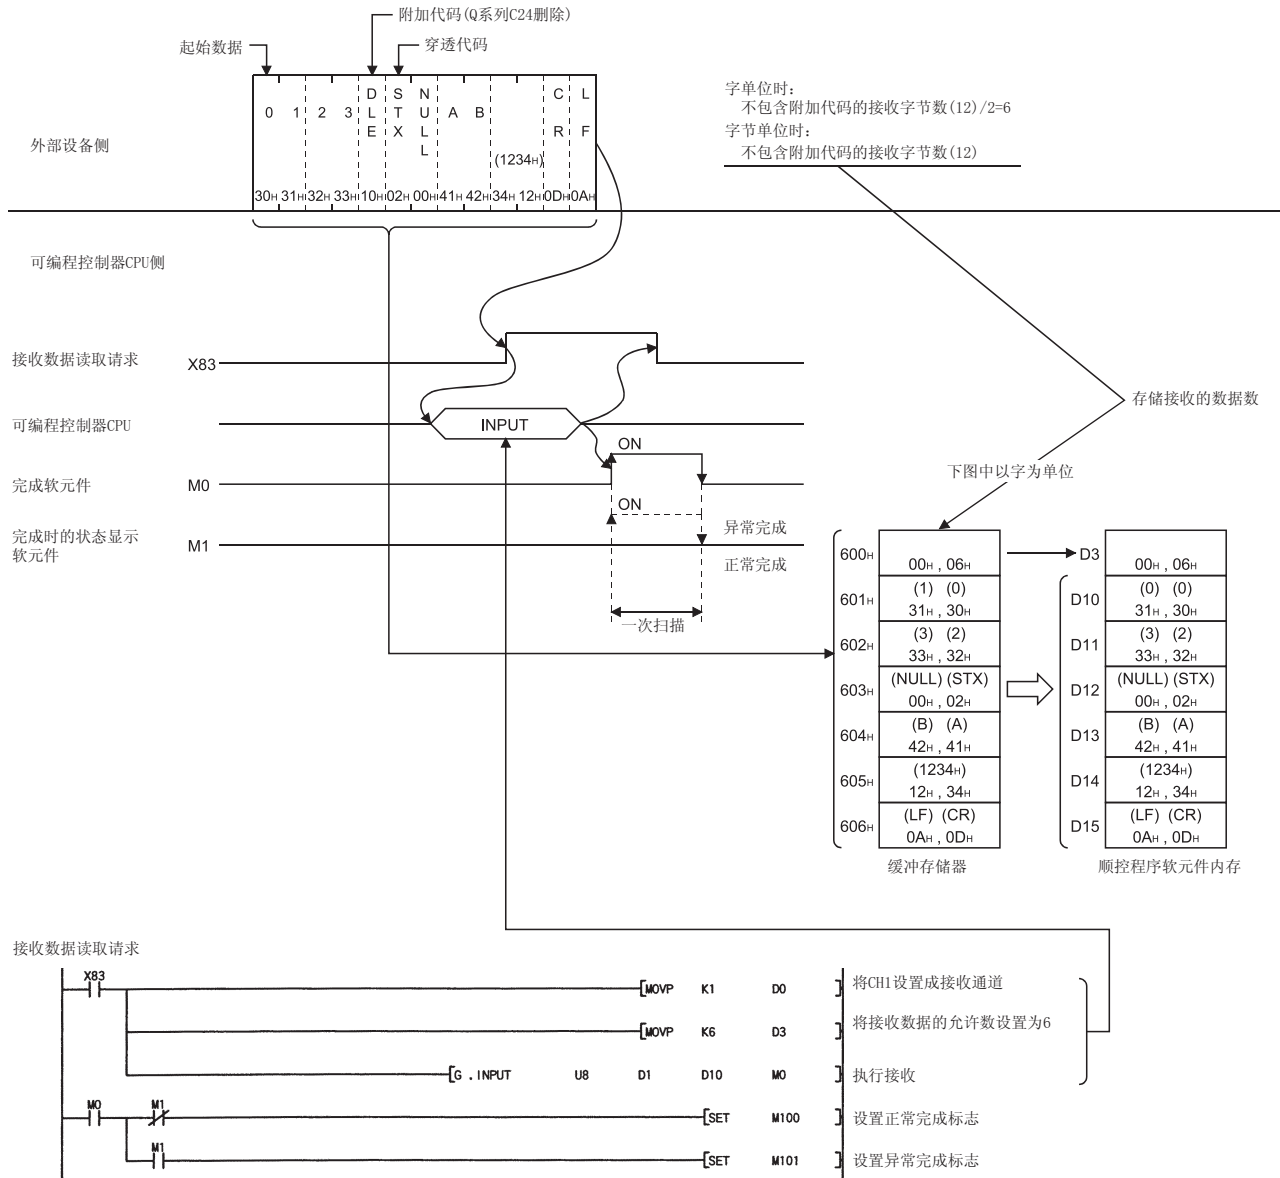 附加代码(Q系列C24删除)
起始数据
穿透代码
D S N C L
0 1 2 3 L T U A B
E X L R F
L
(1234H)
30H 31H 32H 33H 10H 02H 00H 41H 42H 34H 12H 0DH 0AH
外部设备侧
字单位时：
不包含附加代码的接收字节数(12)/2=6
字节单位时：
不包含附加代码的接收字节数(12)
可编程控制器CPU侧
接收数据读取请求 X83
可编程控制器CPU INPUT
存储接收的数据数
ON
完成软元件 M0
下图中以字为单位
ON
完成时的状态显示
软元件 M1
异常完成
正常完成
一次扫描
600H 00H , 06H D3 00H , 06H
601H (1) (0) D10 (0) (0)
31H , 30H 31H , 30H
602H (3) (2) D11 (3) (2)
33H , 32H 33H , 32H
603H (NULL) (STX) D12 (NULL) (STX)
00H , 02H 00H , 02H
604H (B) (A) D13 (B) (A)
42H , 41H 42H , 41H
605H (1234H) D14 (1234H)
12H , 34H 12H , 34H
606H (LF) (CR) D15 (LF) (CR)
0AH , 0DH 0AH , 0DH
缓冲存储器 顺控程序软元件内存
接收数据读取请求
X83
MOVP K1 D0 将CH1设置成接收通道
MOVP K6 D3 将接收数据的允许数设置为6
G . INPUT U8 D1 D10 M0 执行接收
M0 M1
SET M100 设置正常完成标志
M1
SET M101 设置异常完成标志